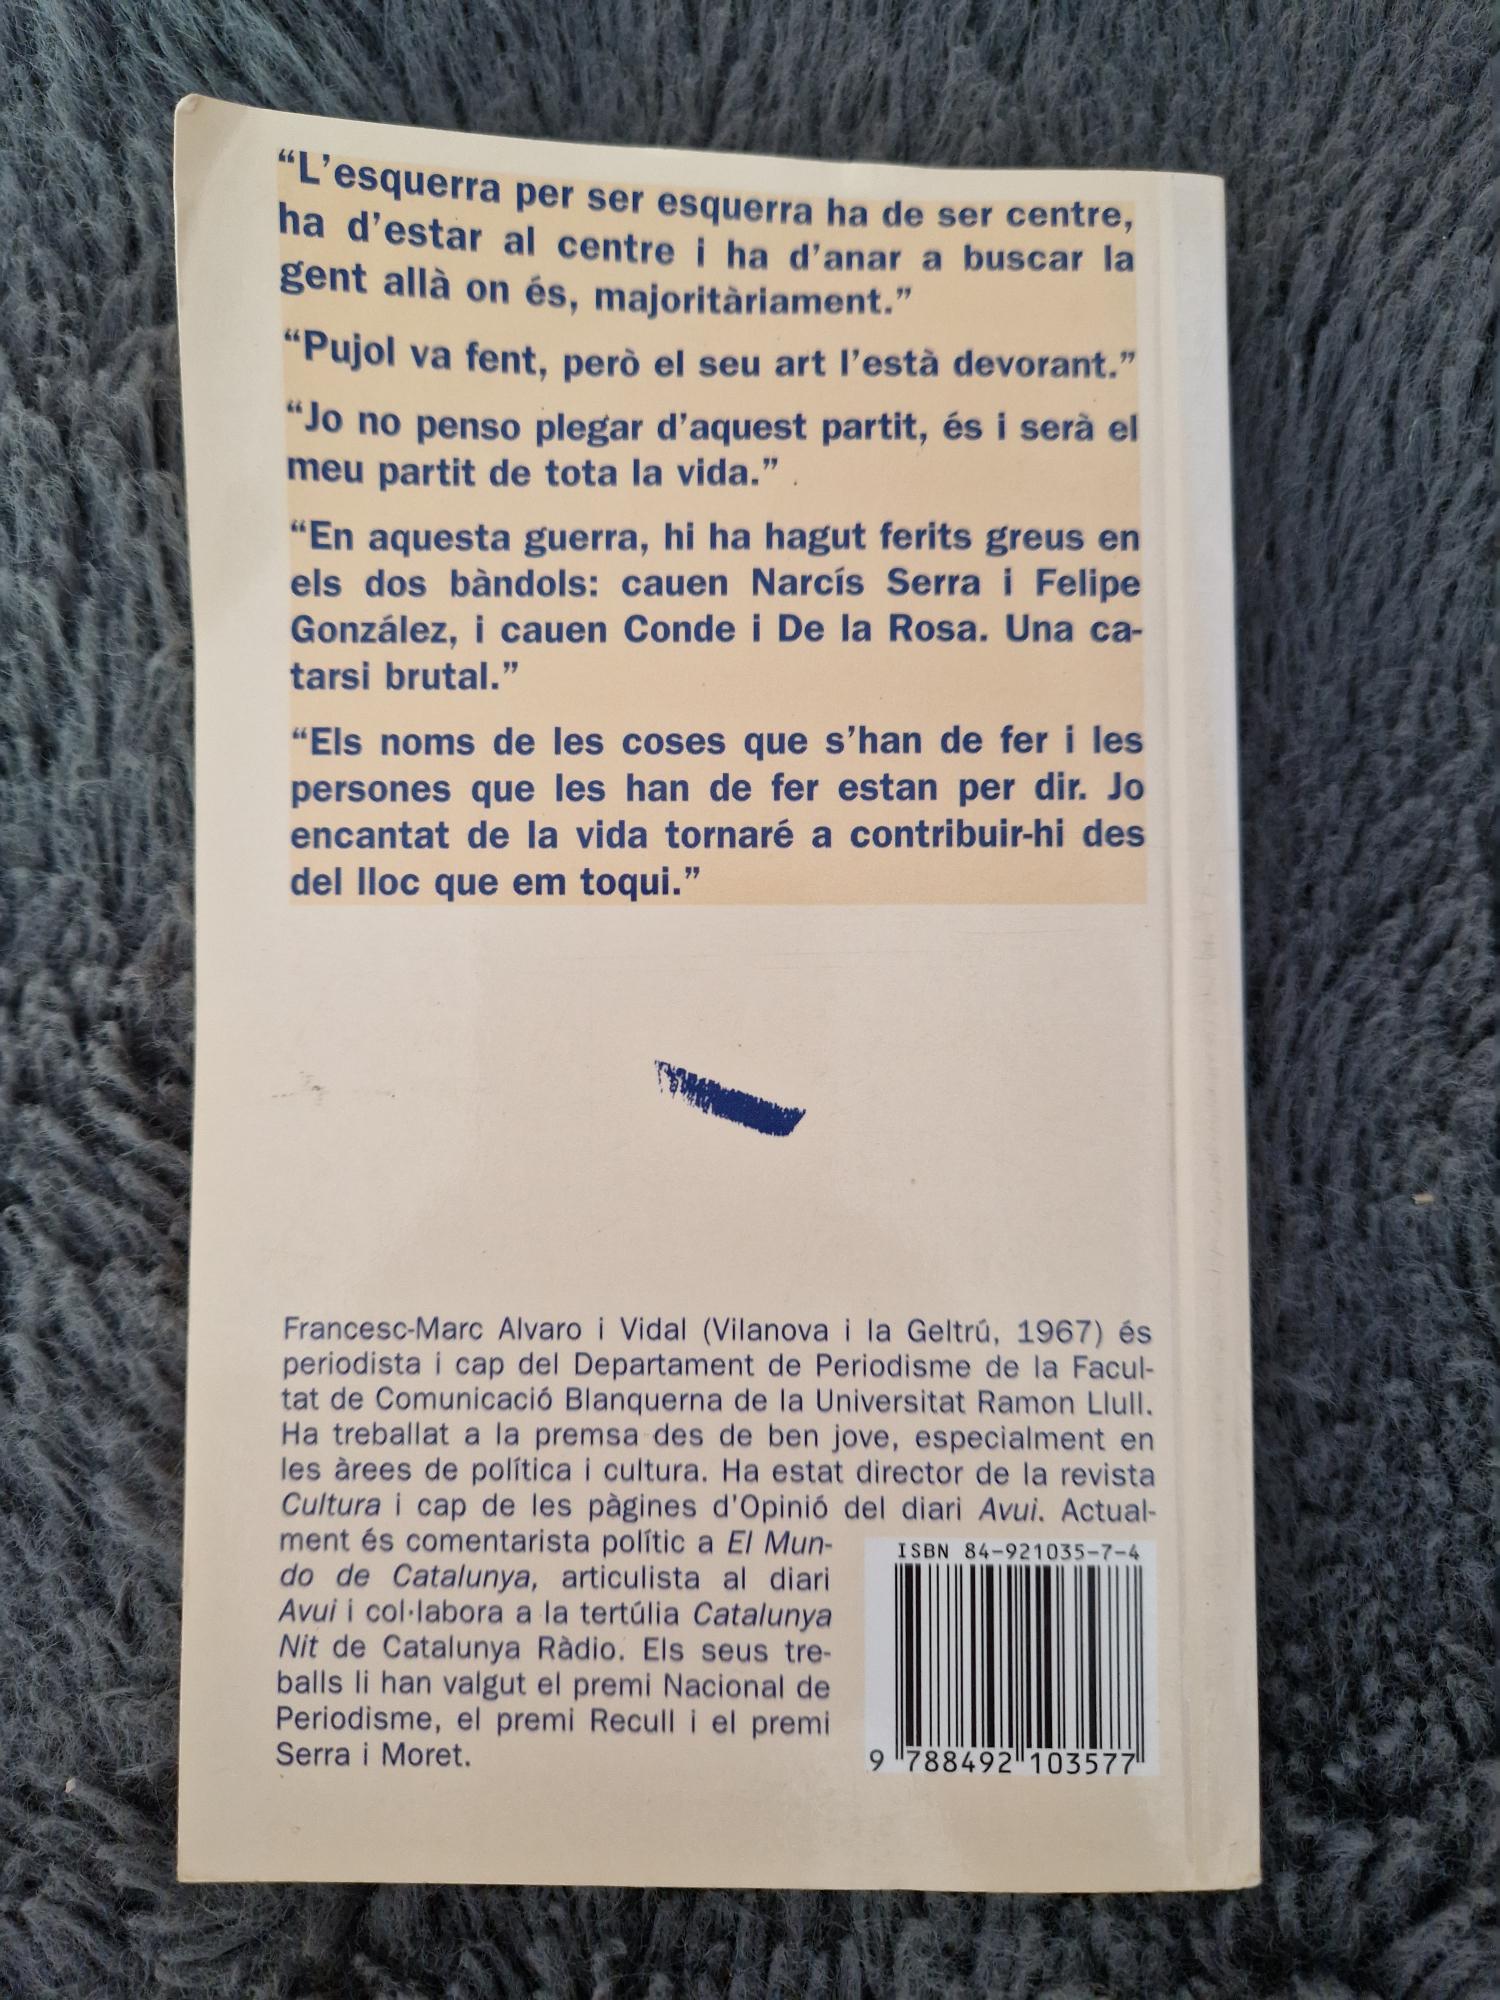 “L’esquerra per ser esquerra ha de ser centre,
ha d’estar al centre i ha d’anar a buscar la
gent allà on és, majoritàriament.”
“Pujol va fent, però el seu art l’està devorant.”
“Jo no penso plegar d’aquest partit, és i serà el
meu partit de tota la vida.”
“En aquesta guerra, hi ha hagut ferits greus en
els dos bàndols: cauen Narcís Serra i Felipe
González, i cauen Conde i De la Rosa. Una ca-
tarsi brutal.”
“Els noms de les coses que s’han de fer i les
persones que les han de fer estan per dir. Jo
encantat de la vida tornaré a contribuir-hi des
del lloc que em toqui.”
Francesc-Marc Alvaro i Vidal (Vilanova i la Geltrú, 1967) és
periodista i cap del Departament de Periodisme de la Facul-
tat de Comunicació Blanquerna de la Universitat Ramon Llull.
Ha treballat a la premsa des de ben jove, especialment en
les àrees de política i cultura. Ha estat director de la revista
Cultura i cap de les pàgines d'Opinió del diari Avui. Actual-
ment és comentarista polític a El Mun-
do de Catalunya, articulista al diari
Avui i col·labora a la tertúlia Catalunya
Nit de Catalunya Ràdio. Els seus tre-
balls li han valgut el premi Nacional de
Periodisme, el premi Recull i el premi
Serra i Moret.
ISBN 84-921035-7-4
9 788492 103577